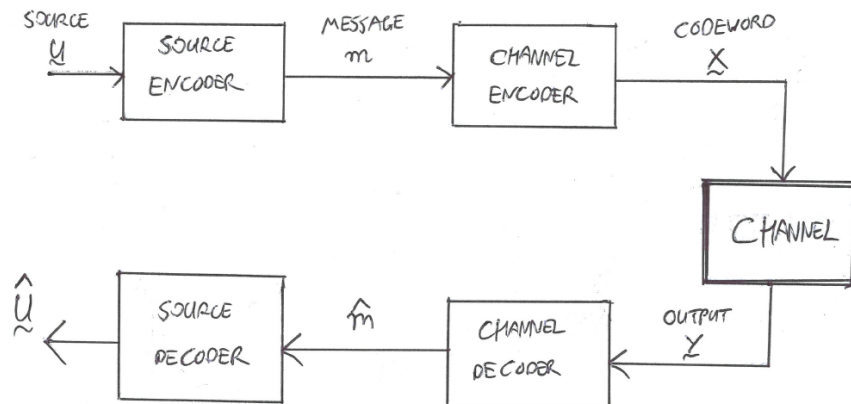 SOURCE
U
SOURCE
ENCODER
MESSAGE
m
CHANNEL
ENCODER
CODEWORD
X
CHANNEL
OUTPUT
Y
CHANNEL
DECODER
m̂
SOURCE
DECODER
Û